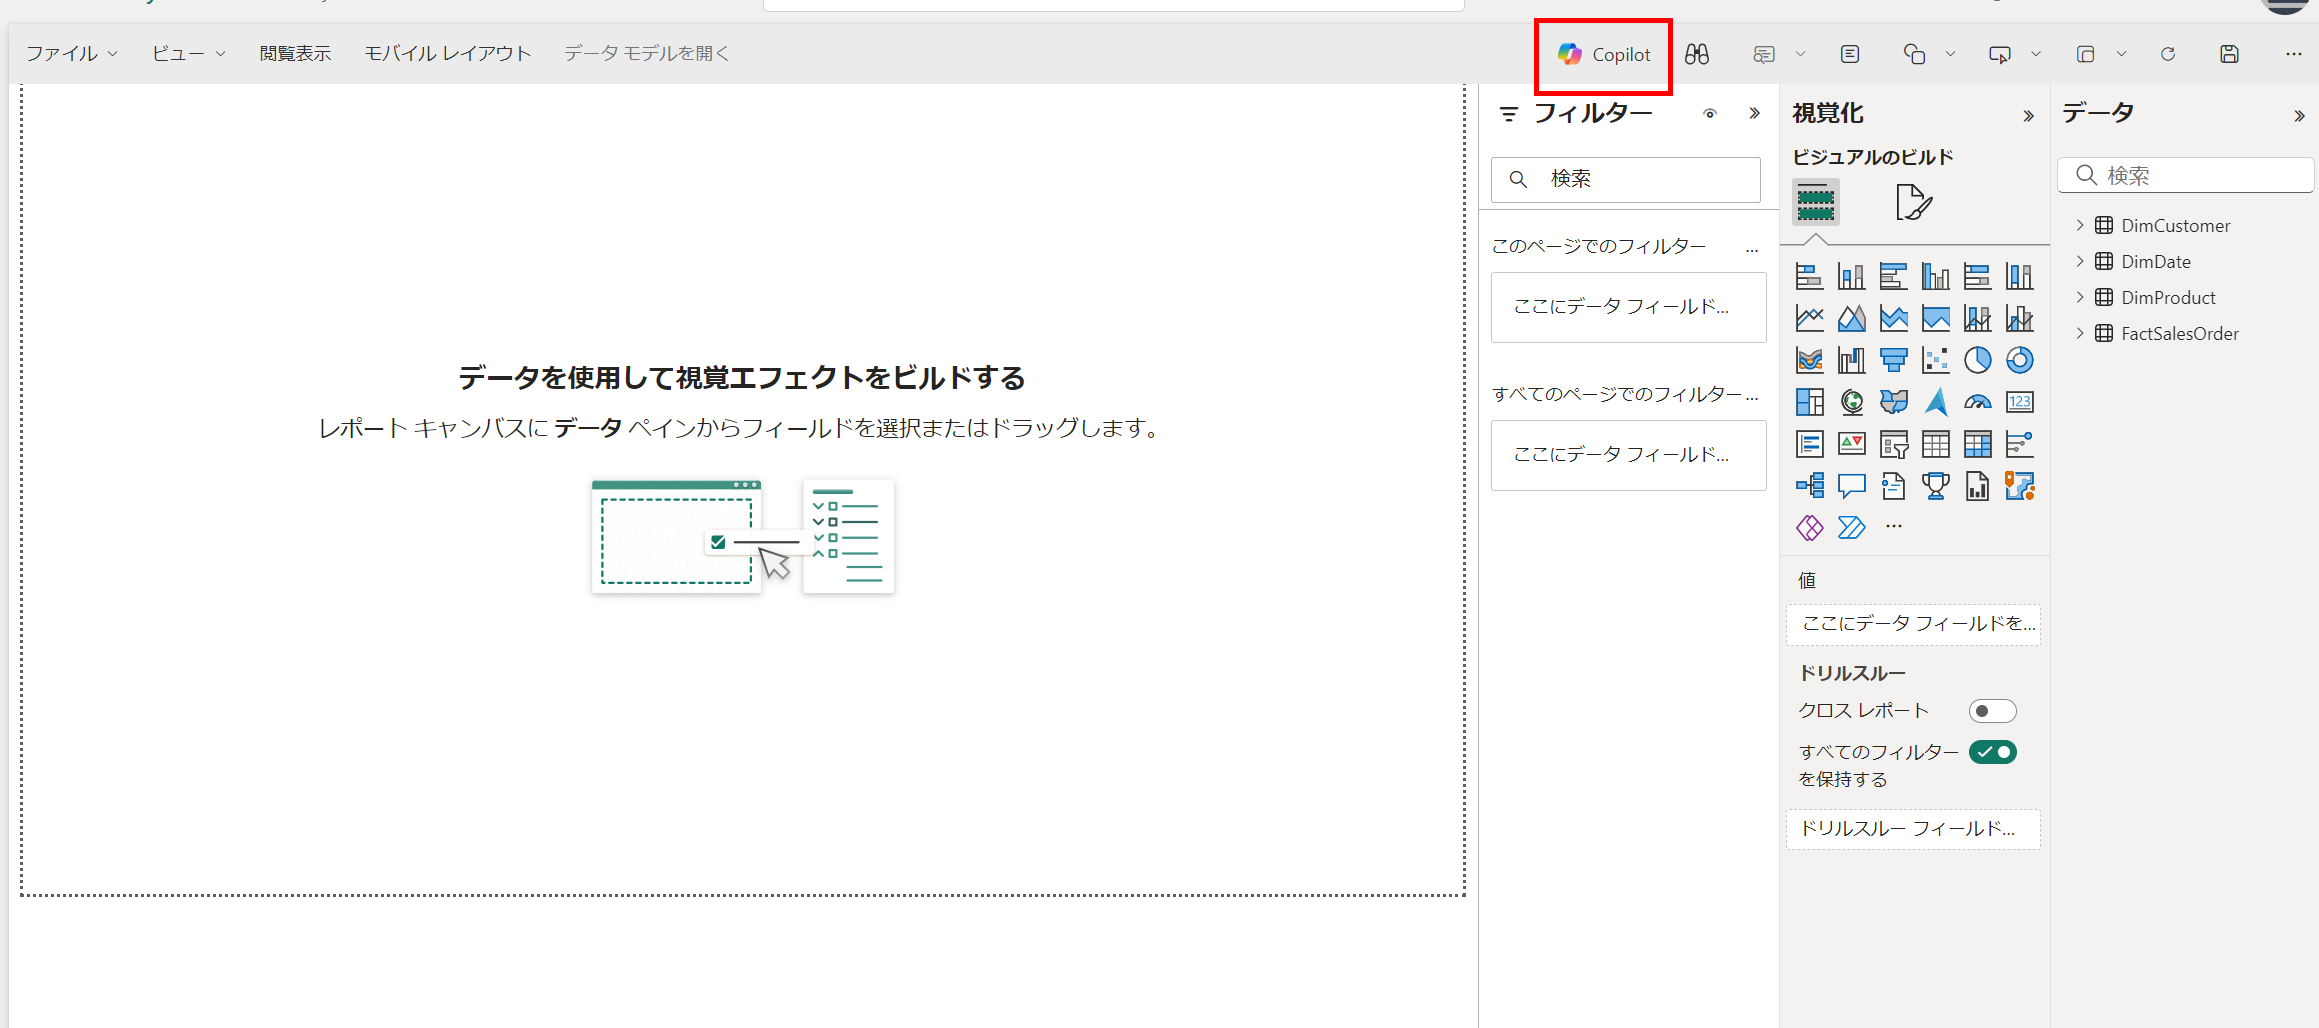 ファイル
ビュー
閲覧表示
モバイル レイアウト
データ モデルを開く
Copilot
データを使用して視覚エフェクトをビルドする
レポート キャンバスに データ ペインからフィールドを選択またはドラッグします。
フィルター
検索
このページでのフィルター ...
ここにデータ フィールド...
すべてのページでのフィルター ...
ここにデータ フィールド...
視覚化
ビジュアルのビルド
123
...
値
ここにデータ フィールドを...
ドリルスルー
クロス レポート
すべてのフィルター
を保持する
ドリルスルー フィールド...
データ
検索
DimCustomer
DimDate
DimProduct
FactSalesOrder